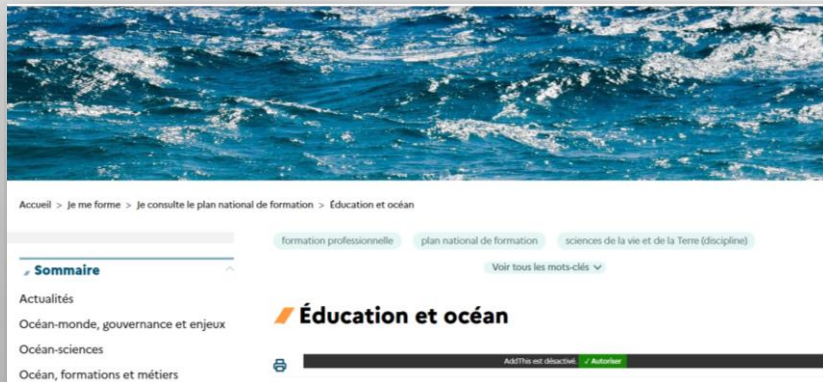 Accueil > Je me forme > Je consulte le plan national de formation > Éducation et océan
formation professionnelle plan national de formation sciences de la vie et de la Terre (discipline)
Voir tous les mots-clés
Sommaire
Actualités
Océan-monde, gouvernance et enjeux
Océan-sciences
Océan, formations et métiers
Éducation et océan
AddThis est désactivé. ✓ Autoriser